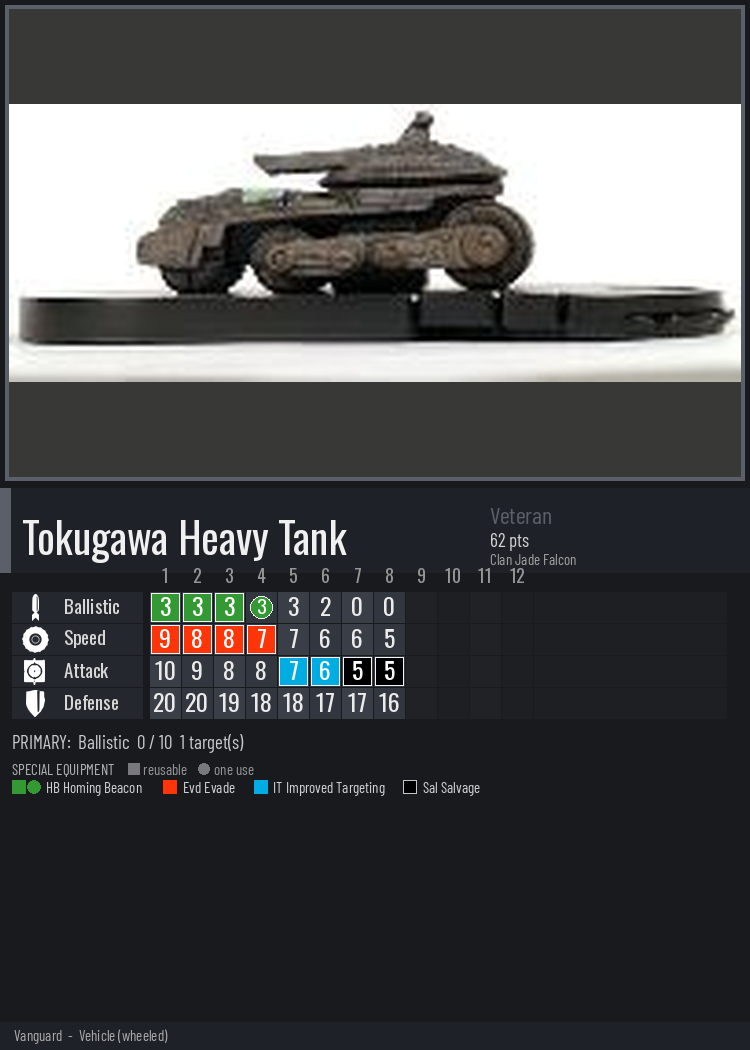 Tokugawa Heavy Tank
Veteran
62 pts
Clan Jade Falcon
1 2 3 4 5 6 7 8 9 10 11 12
Ballistic 3 3 3 3 3 2 0 0
Speed 9 8 8 7 7 6 6 5
Attack 10 9 8 8 7 6 5 5
Defense 20 20 19 18 18 17 17 16
PRIMARY: Ballistic 0 / 10 1 target(s)
SPECIAL EQUIPMENT reusable one use
HB Homing Beacon Evd Evade IT Improved Targeting Sal Salvage
Vanguard - Vehicle (wheeled)